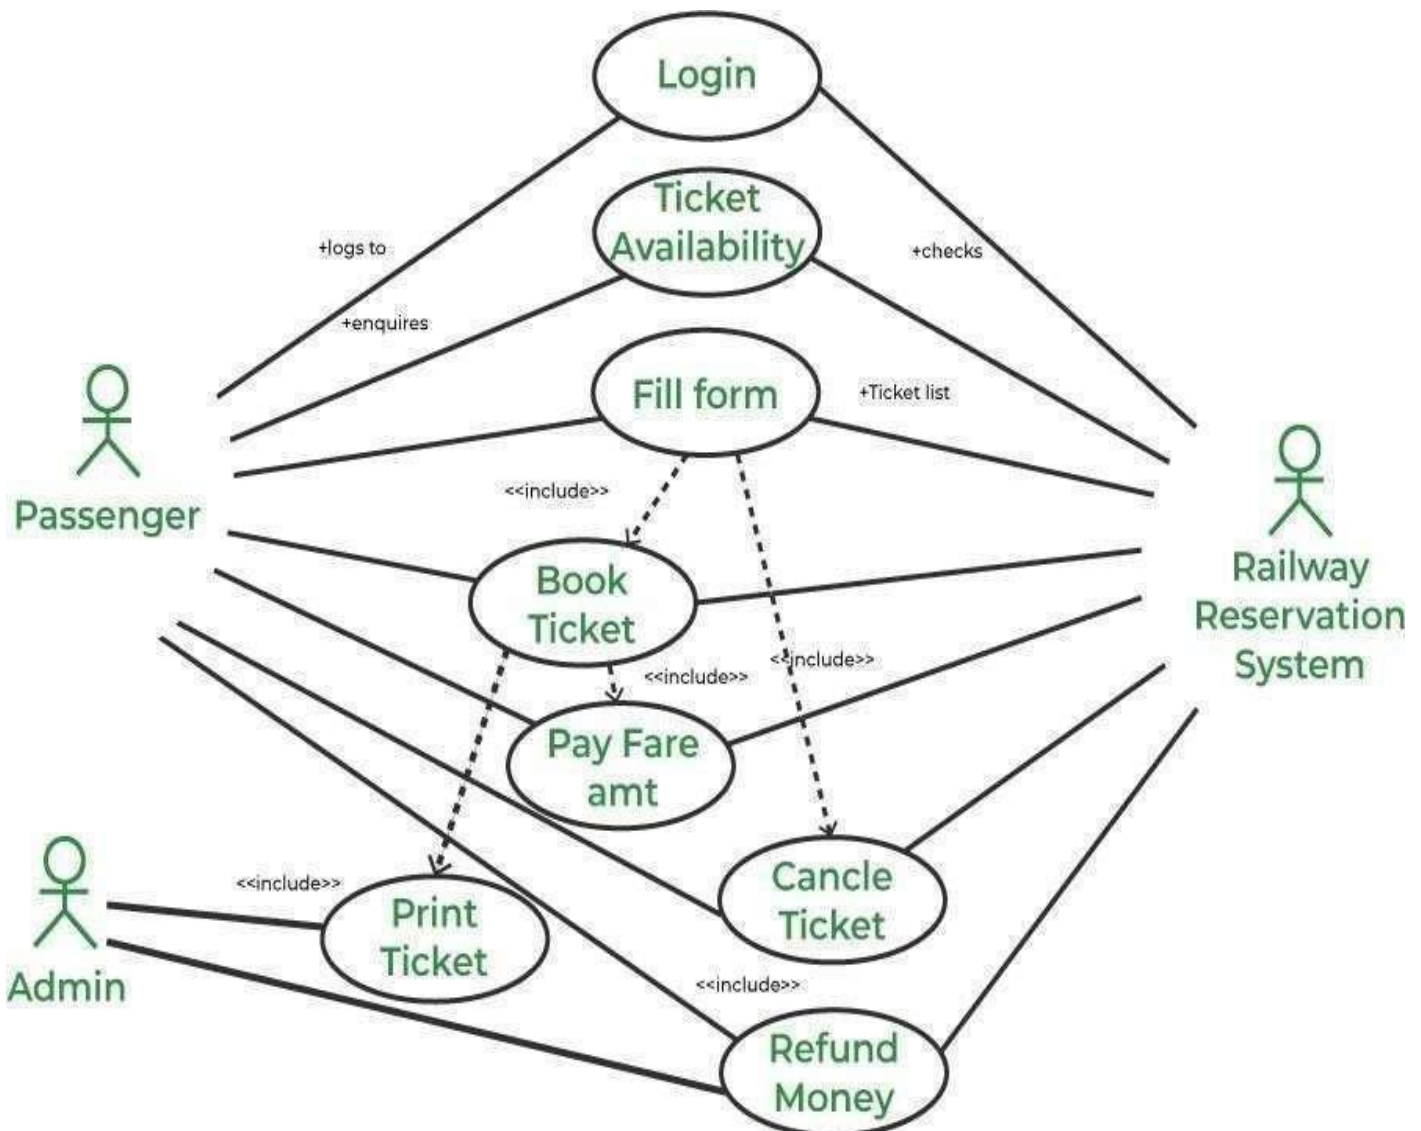 Login
Ticket
Availability
+logs to
+checks
+enquires
Fill form
+Ticket list
Passenger
<<include>>
Railway
Reservation
System
Book
Ticket
<<include>>
<<include>>
Pay Fare
amt
Cancle
Ticket
<<include>>
Print
Ticket
Admin
<<include>>
Refund
Money